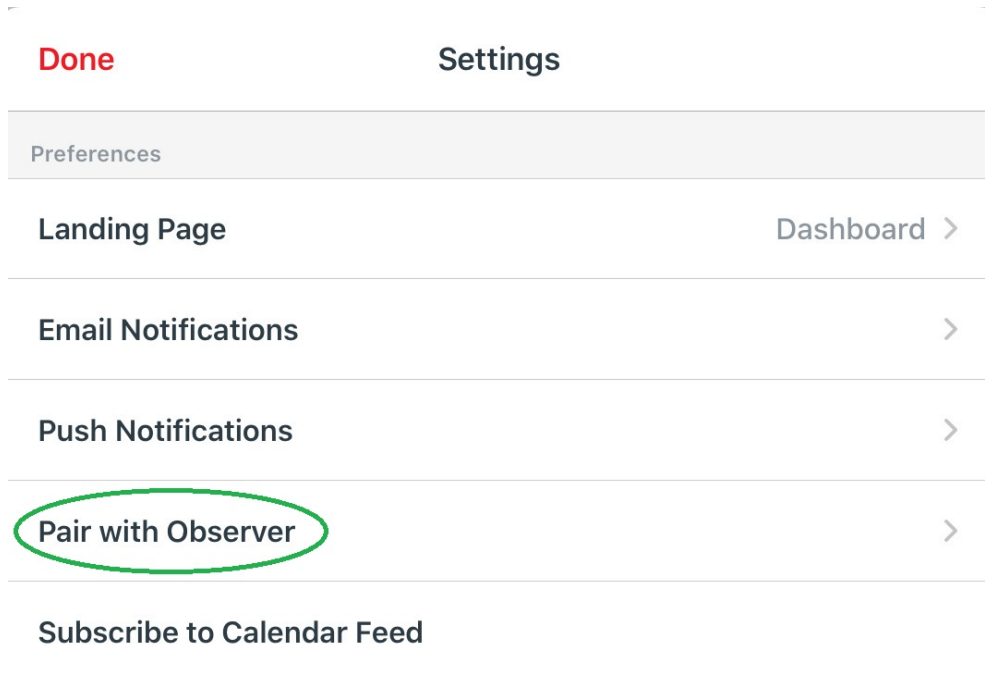 Done Settings
Preferences
Landing Page Dashboard
Email Notifications
Push Notifications
Pair with Observer
Subscribe to Calendar Feed